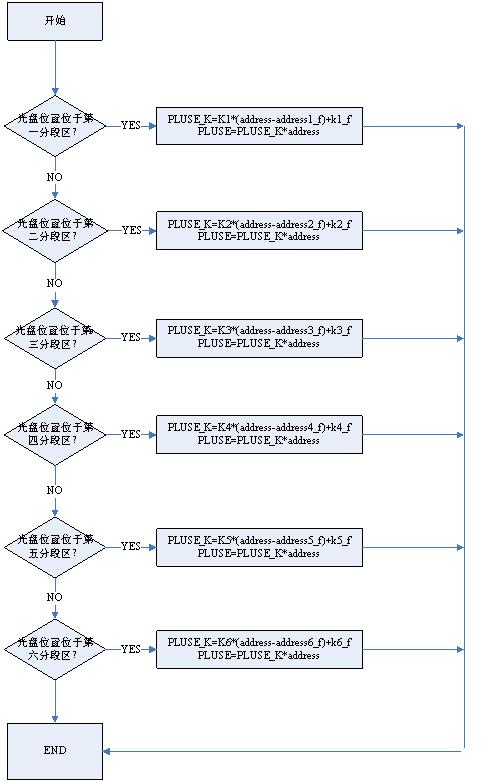 开始
光盘位置位于第
一分段区?
YES
PLUSE_K=K1*(address-address1_f)+k1_f
PLUSE=PLUSE_K*address
NO
光盘位置位于第
二分段区?
YES
PLUSE_K=K2*(address-address2_f)+k2_f
PLUSE=PLUSE_K*address
NO
光盘位置位于第
三分段区?
YES
PLUSE_K=K3*(address-address3_f)+k3_f
PLUSE=PLUSE_K*address
NO
光盘位置位于第
四分段区?
YES
PLUSE_K=K4*(address-address4_f)+k4_f
PLUSE=PLUSE_K*address
NO
光盘位置位于第
五分段区?
YES
PLUSE_K=K5*(address-address5_f)+k5_f
PLUSE=PLUSE_K*address
NO
光盘位置位于第
六分段区?
YES
PLUSE_K=K6*(address-address6_f)+k6_f
PLUSE=PLUSE_K*address
END